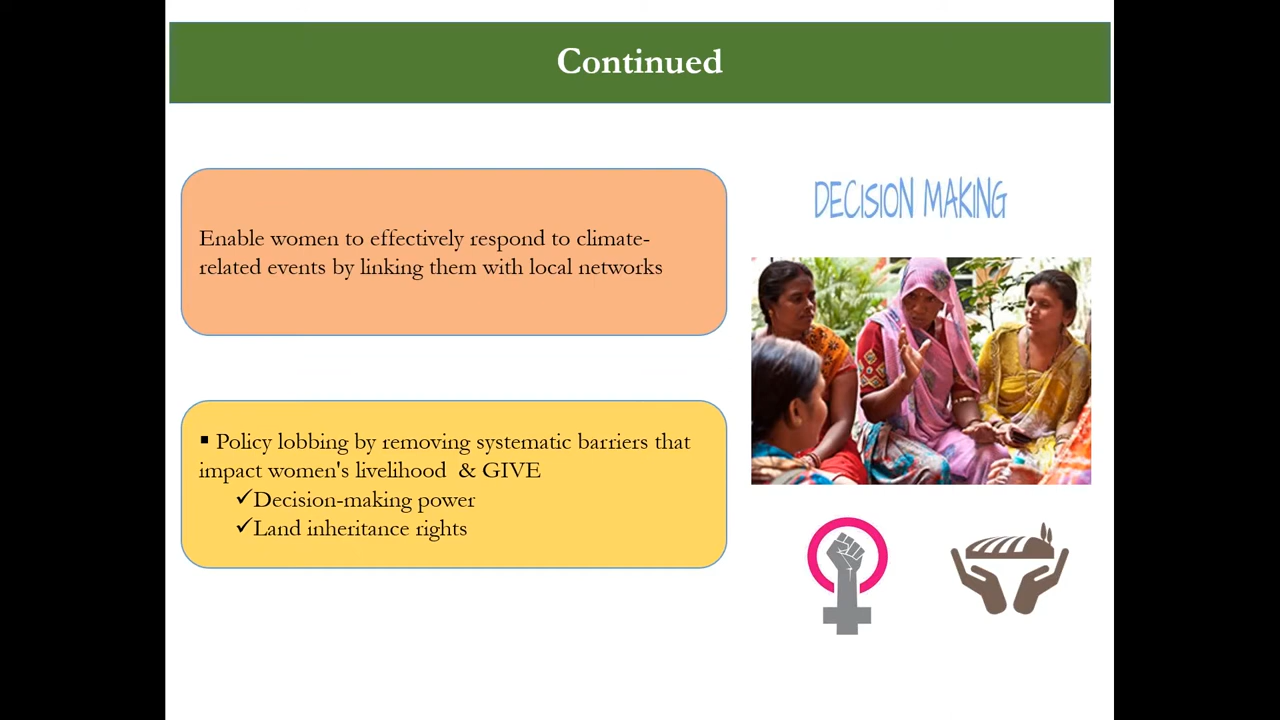 Continued
Enable women to effectively respond to climate-
related events by linking them with local networks
DECISION MAKING
▪ Policy lobbing by removing systematic barriers that
impact women's livelihood & GIVE
✓Decision-making power
✓Land inheritance rights